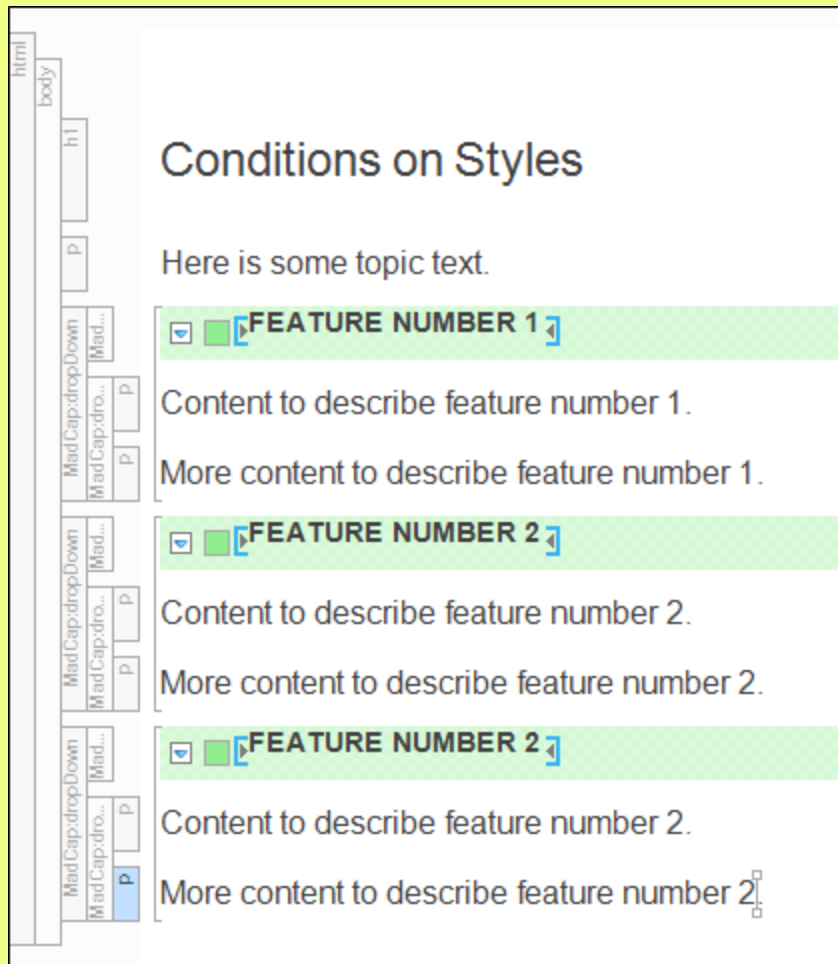 html
body
h1
Conditions on Styles
p
Here is some topic text.
MadCap:dropDown
Mad...
FEATURE NUMBER 1
MadCap:dro...
p
Content to describe feature number 1.
p
More content to describe feature number 1.
MadCap:dropDown
Mad...
FEATURE NUMBER 2
MadCap:dro...
p
Content to describe feature number 2.
p
More content to describe feature number 2.
MadCap:dropDown
Mad...
FEATURE NUMBER 2
MadCap:dro...
p
Content to describe feature number 2.
p
More content to describe feature number 2.